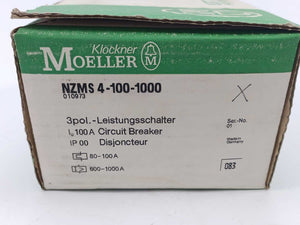 Klöckner
MOELLER
M
NZMS 4-100-1000
010973
X
3pol.-Leistungsschalter
Iu 100 A Circuit Breaker
IP 00 Disjoncteur
Ser.-No.
01
Made in
Germany
80-100 A
600-1000 A
083